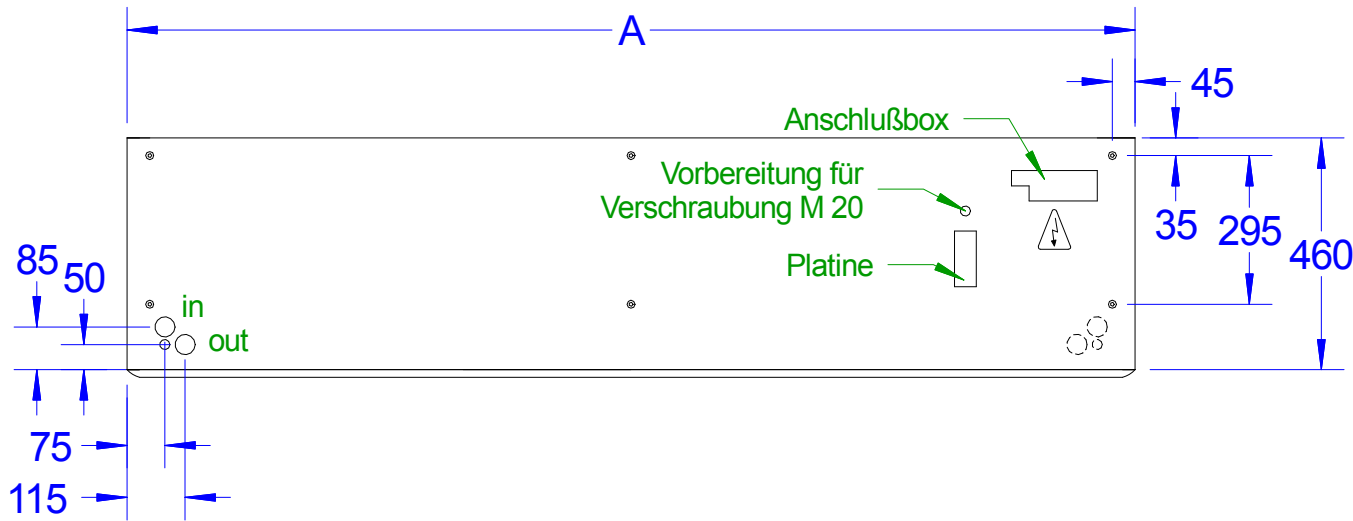 A
45
Anschlußbox
Vorbereitung für
Verschraubung M 20
35
295
460
85
50
Platine
in
out
75
115